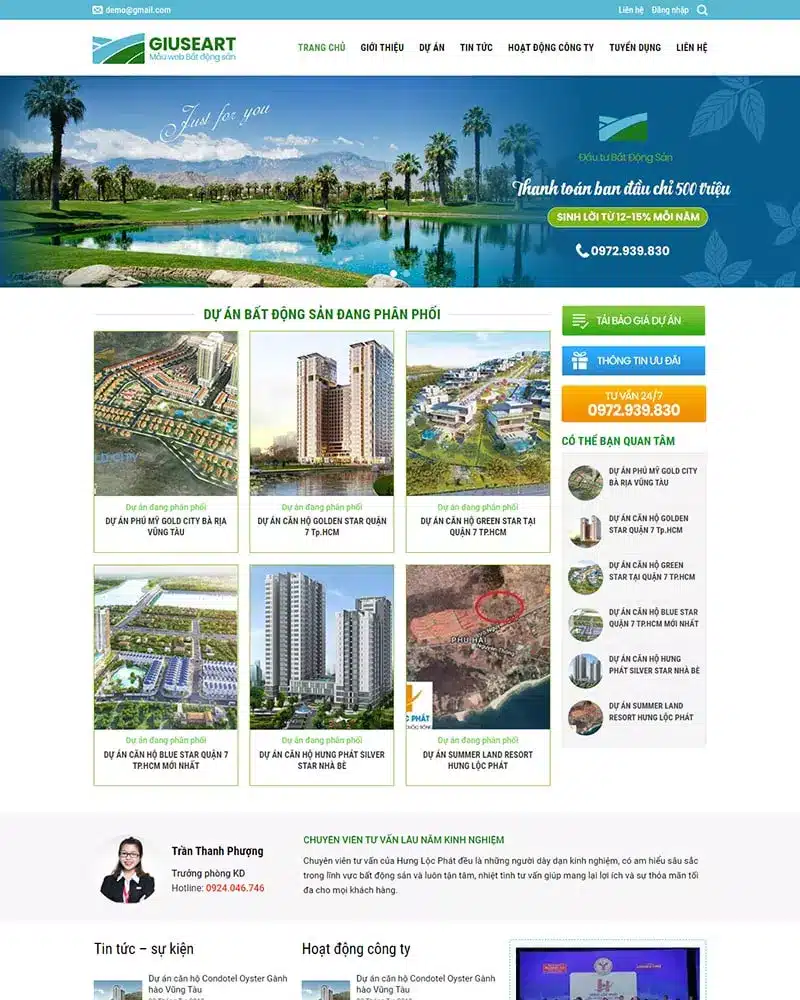 demo@gmail.com
Liên hệ Đăng nhập
GIUSEART
Mẫu web Bất động sản
TRANG CHỦ GIỚI THIỆU DỰ ÁN TIN TỨC HOẠT ĐỘNG CÔNG TY TUYỂN DỤNG LIÊN HỆ
Just for you
Đầu tư Bất Động Sản
Thanh toán ban đầu chỉ 500 triệu
SINH LỜI TỪ 12-15% MỖI NĂM
0972.939.830
DỰ ÁN BẤT ĐỘNG SẢN ĐANG PHÂN PHỐI
LD CITY
Dự án đang phân phối
DỰ ÁN PHÚ MỸ GOLD CITY BÀ RỊA
VŨNG TÀU
Dự án đang phân phối
DỰ ÁN CĂN HỘ GOLDEN STAR QUẬN
7 Tp.HCM
Dự án đang phân phối
DỰ ÁN CĂN HỘ GREEN STAR TẠI
QUẬN 7 TP.HCM
PHÚ HÀI
ỘC PHÁT
Dự án đang phân phối
DỰ ÁN CĂN HỘ BLUE STAR QUẬN 7
TP.HCM MỚI NHẤT
Dự án đang phân phối
DỰ ÁN CĂN HỘ HƯNG PHÁT SILVER
STAR NHÀ BÈ
Dự án đang phân phối
DỰ ÁN SUMMER LAND RESORT
HƯNG LỘC PHÁT
TẢI BÁO GIÁ DỰ ÁN
THÔNG TIN ƯU ĐÃI
TƯ VẤN 24/7
0972.939.830
CÓ THỂ BẠN QUAN TÂM
DỰ ÁN PHÚ MỸ GOLD CITY
BÀ RỊA VŨNG TÀU
DỰ ÁN CĂN HỘ GOLDEN
STAR QUẬN 7 Tp.HCM
DỰ ÁN CĂN HỘ GREEN
STAR TẠI QUẬN 7 TP.HCM
DỰ ÁN CĂN HỘ BLUE STAR
QUẬN 7 TP.HCM MỚI NHẤT
DỰ ÁN CĂN HỘ HƯNG
PHÁT SILVER STAR NHÀ BÈ
DỰ ÁN SUMMER LAND
RESORT HƯNG LỘC PHÁT
Trần Thanh Phượng
Trưởng phòng KD
Hotline: 0924.046.746
CHUYÊN VIÊN TƯ VẤN LÂU NĂM KINH NGHIỆM
Chuyên viên tư vấn của Hưng Lộc Phát đều là những người dày dạn kinh nghiệm, có am hiểu sâu sắc
trong lĩnh vực bất động sản và luôn tận tâm, nhiệt tình tư vấn giúp mang lại lợi ích và sự thỏa mãn tối
đa cho mọi khách hàng.
Tin tức – sự kiện
Dự án căn hộ Condotel Oyster Gành
hào Vũng Tàu
Hoạt động công ty
Dự án căn hộ Condotel Oyster Gành
hào Vũng Tàu